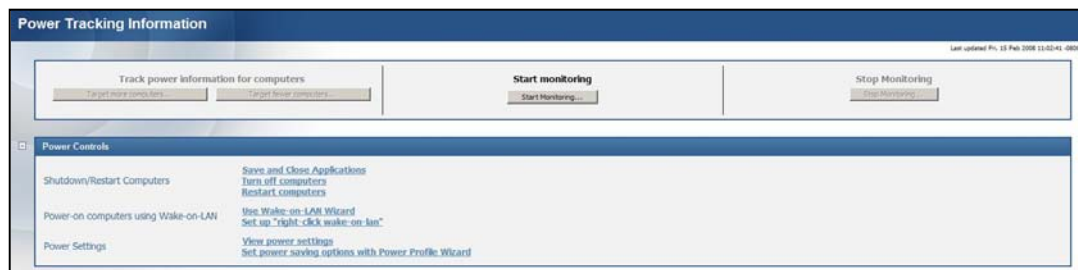 Power Tracking Information
Last updated Fri, 15 Feb 2008 11:02:41 -080
Track power information for computers
Target more computers...
Target fewer computers...
Start monitoring
Start Monitoring...
Stop Monitoring
Stop Monitoring...
Power Controls
Shutdown/Restart Computers
Save and Close Applications
Turn off computers
Restart computers
Power-on computers using Wake-on-LAN
Use Wake-on-LAN Wizard
Set up "right-click wake-on-lan"
Power Settings
View power settings
Set power saving options with Power Profile Wizard